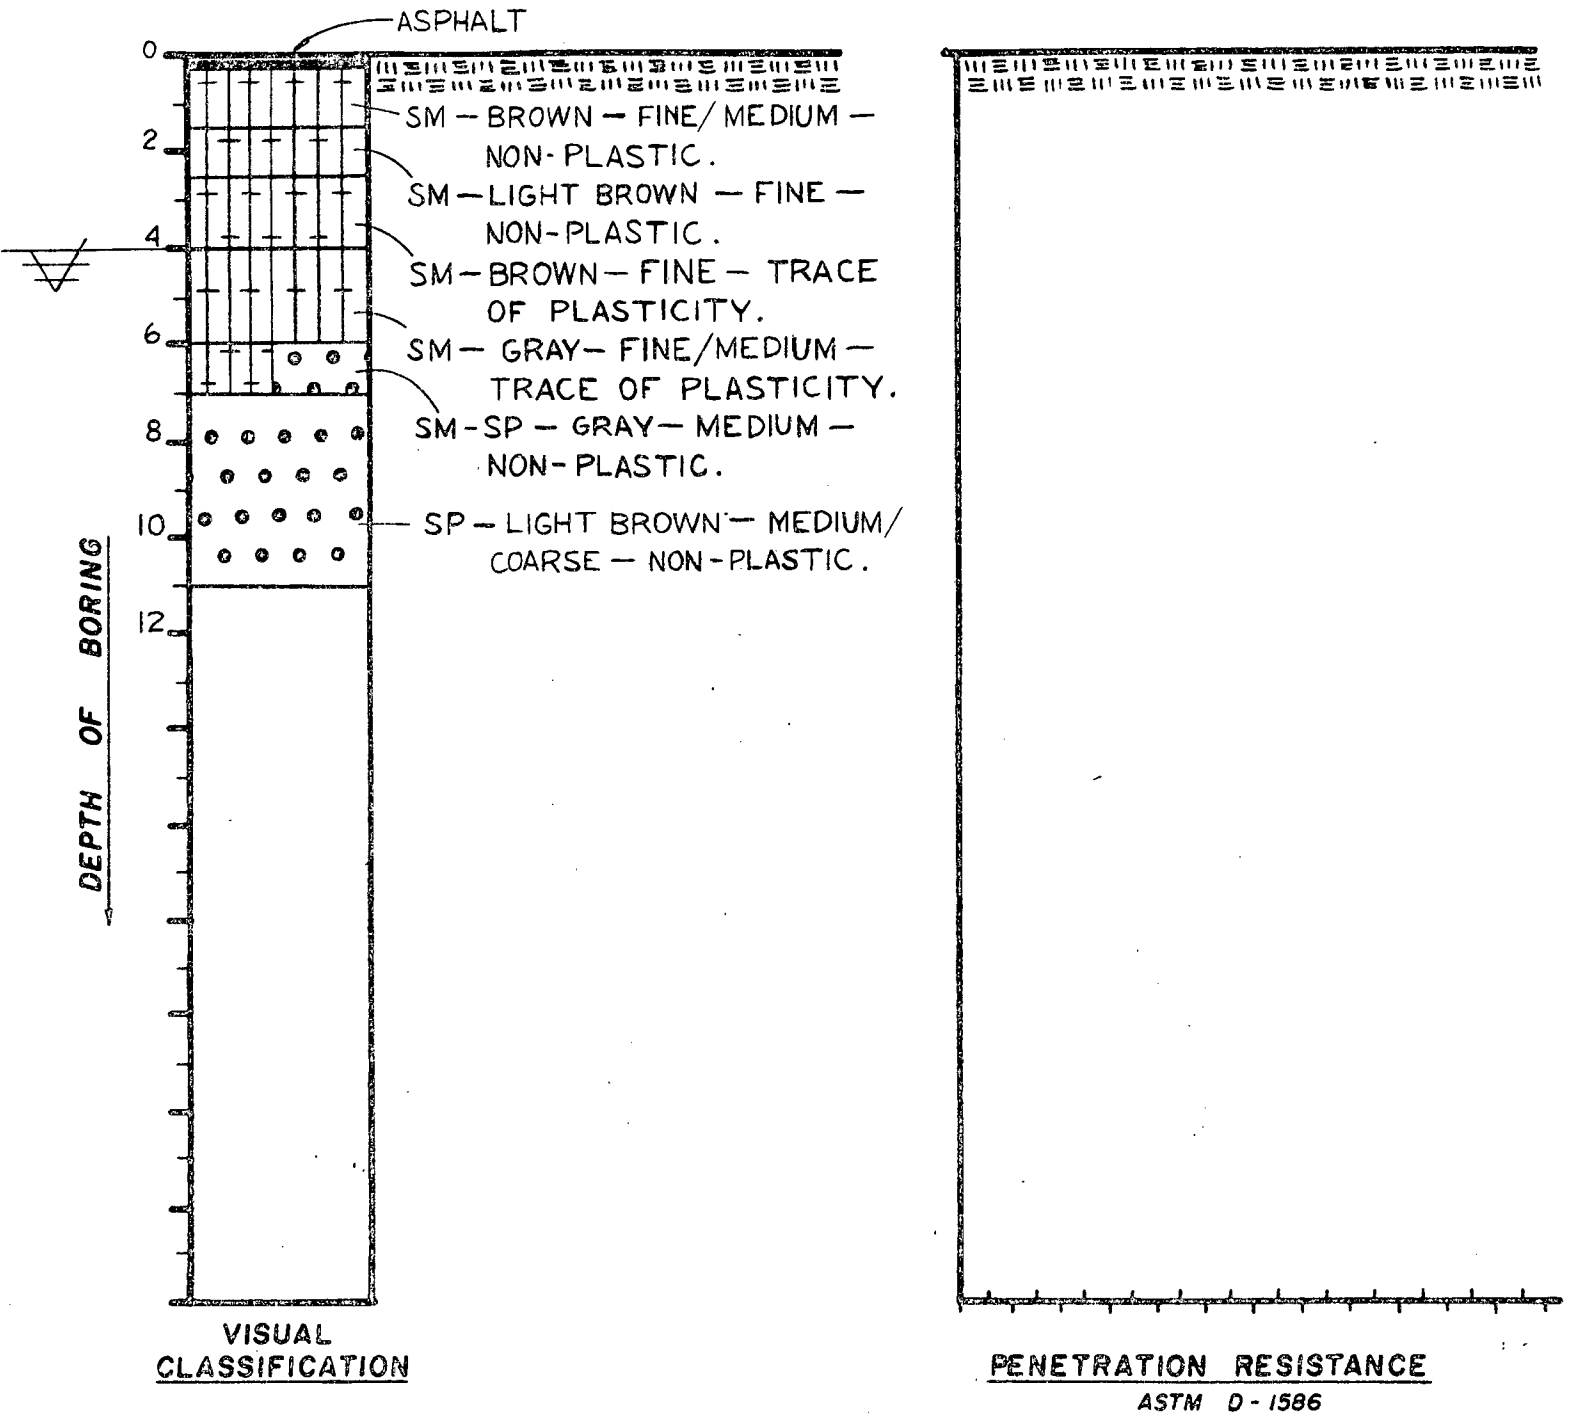 ASPHALT
0
SM – BROWN – FINE/MEDIUM –
NON-PLASTIC.
2
SM – LIGHT BROWN – FINE –
NON-PLASTIC.
4
SM – BROWN – FINE – TRACE
OF PLASTICITY.
6
SM – GRAY – FINE/MEDIUM –
TRACE OF PLASTICITY.
8
SM-SP – GRAY – MEDIUM –
NON-PLASTIC.
10
SP – LIGHT BROWN – MEDIUM/
COARSE – NON-PLASTIC.
12
DEPTH OF BORING
VISUAL
CLASSIFICATION
PENETRATION RESISTANCE
ASTM D-1586